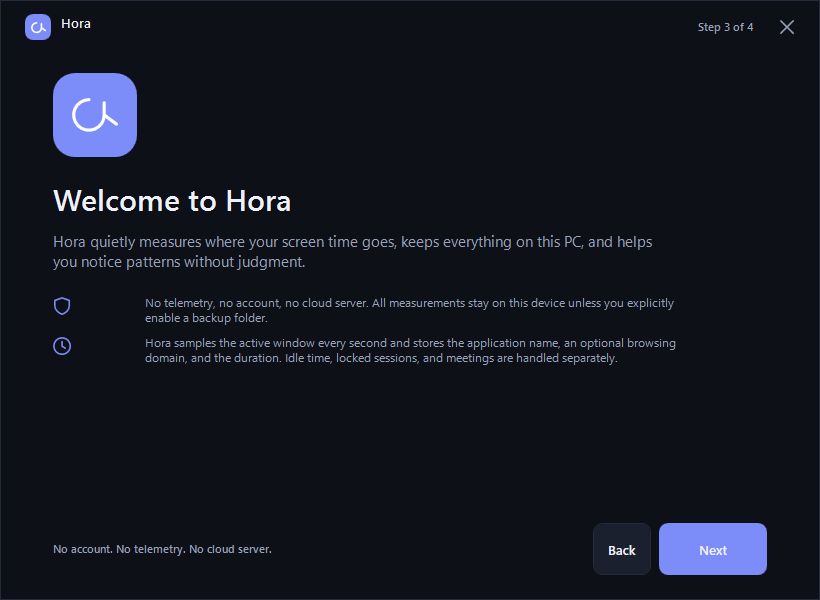 Hora
Step 3 of 4
Welcome to Hora
Hora quietly measures where your screen time goes, keeps everything on this PC, and helps
you notice patterns without judgment.
No telemetry, no account, no cloud server. All measurements stay on this device unless you explicitly
enable a backup folder.
Hora samples the active window every second and stores the application name, an optional browsing
domain, and the duration. Idle time, locked sessions, and meetings are handled separately.
No account. No telemetry. No cloud server.
Back
Next